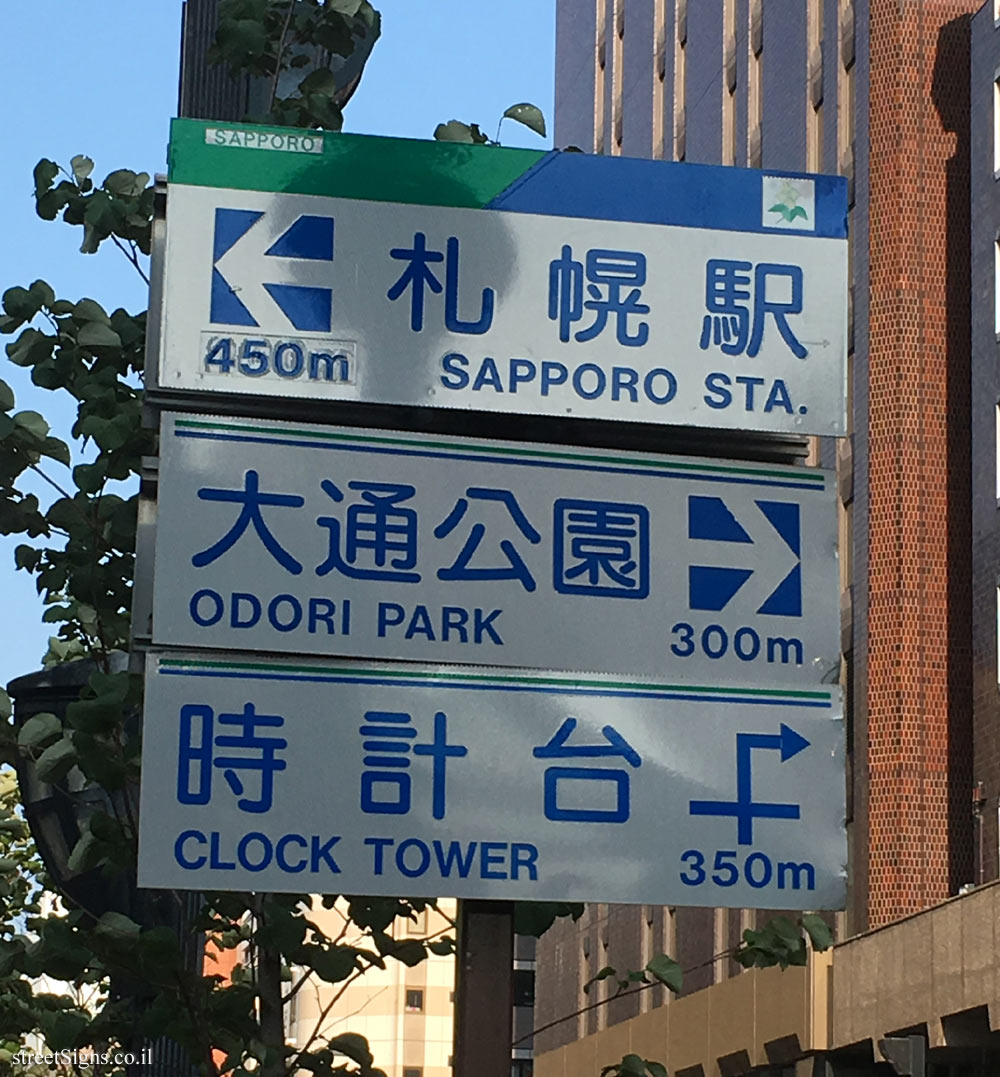 SAPPORO
札幌駅
450m
SAPPORO STA.
大通公園
ODORI PARK
300m
時計台
CLOCK TOWER
350m
streetSigns.co.il